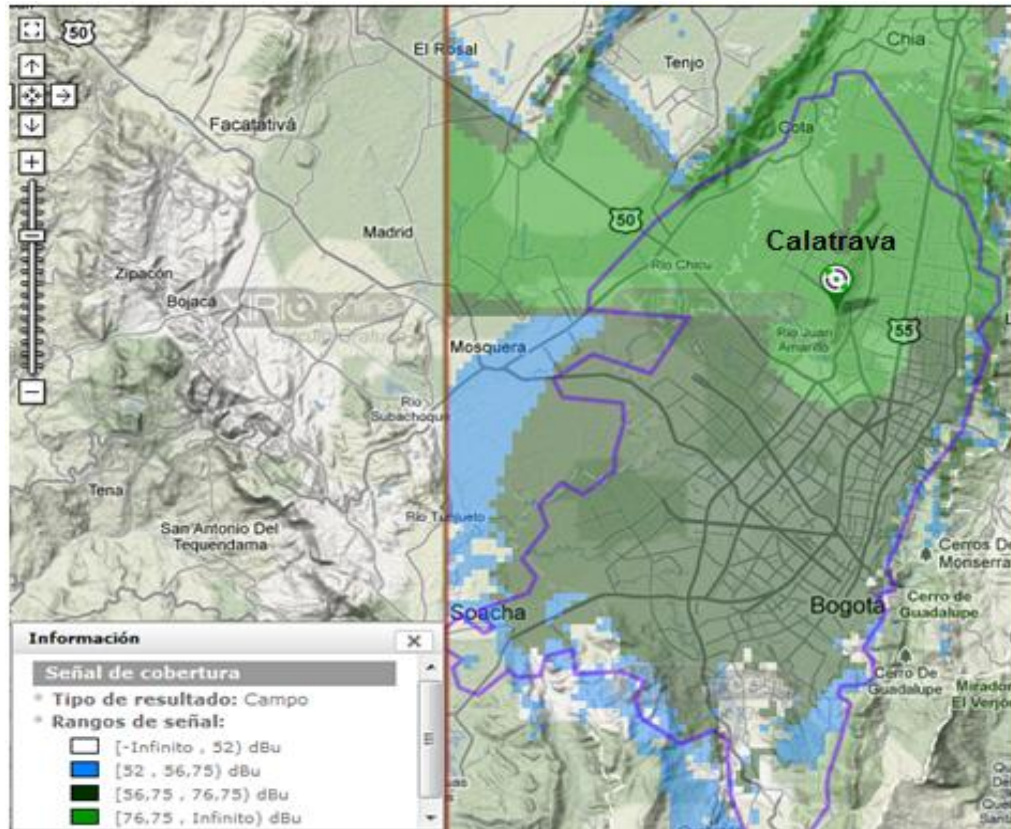 50
El Rosal
Tenjo
Chia
Facatativá
Cota
Madrid
50
Calatrava
Río Chicu
Zipacón
Bojacá
Río Juan
Amarillo
55
Mosquera
Río
Subachoque
Tena
Río Tunjuelo
San Antonio Del
Tequendama
Cerros De
Monserra
Soacha
Bogotá
Cerro de
Guadalupe
Cerro De
Guadalupe
Mirador
El Verjón
Información
Señal de cobertura
Tipo de resultado: Campo
Rangos de señal:
[-Infinito , 52) dBu
[52 , 56,75) dBu
[56,75 , 76,75) dBu
[76,75 , Infinito) dBu